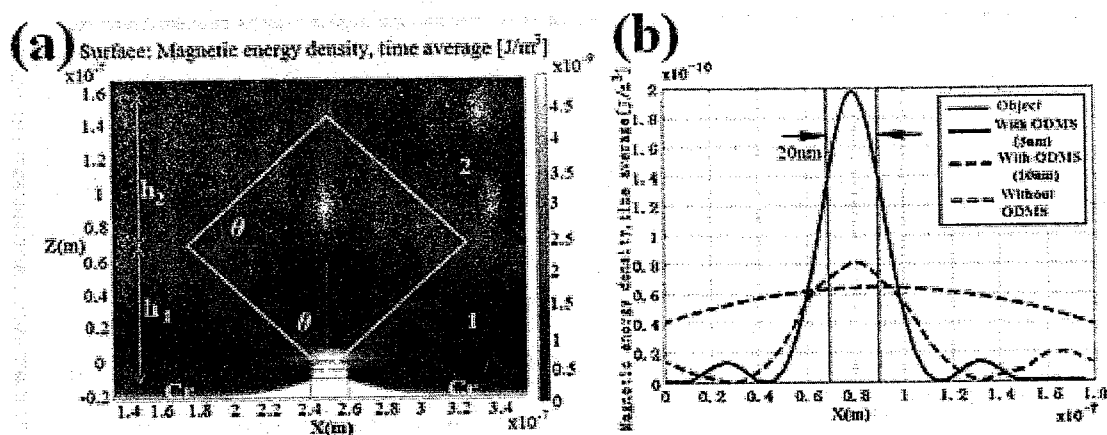 (a)
Surface: Magnetic energy density, time average [J/m³]
x10⁻⁷
x10⁻⁹
1.6
1.4
1.2
1
0.8
0.6
0.4
0.2
0
-0.2
Z(m)
h₂
h₁
θ
θ
2
1
Cr
Cr
4.5
4
3.5
3
2.5
2
1.5
1
0.5
0
1.4 1.6 1.8 2 2.2 2.4 2.6 2.8 3 3.2 3.4
X(m)
x10⁻⁷
(b)
x10⁻¹⁰
Magnetic energy density, time average[J/m³]
2
1.8
1.6
1.4
1.2
1
0.8
0.6
0.4
0.2
0
20nm
Object
With ODMS
(5nm)
With ODMS
(10nm)
Without
ODMS
0 0.2 0.4 0.6 0.8 1 1.2 1.4 1.6 1.8
X(m)
x10⁻⁷